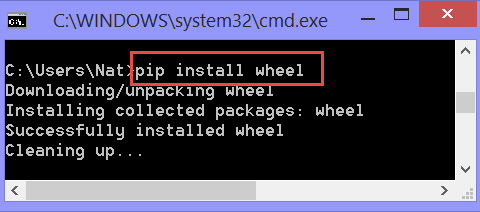 C:\WINDOWS\system32\cmd.exe
C:\Users\Nat>pip install wheel
Downloading/unpacking wheel
Installing collected packages: wheel
Successfully installed wheel
Cleaning up...